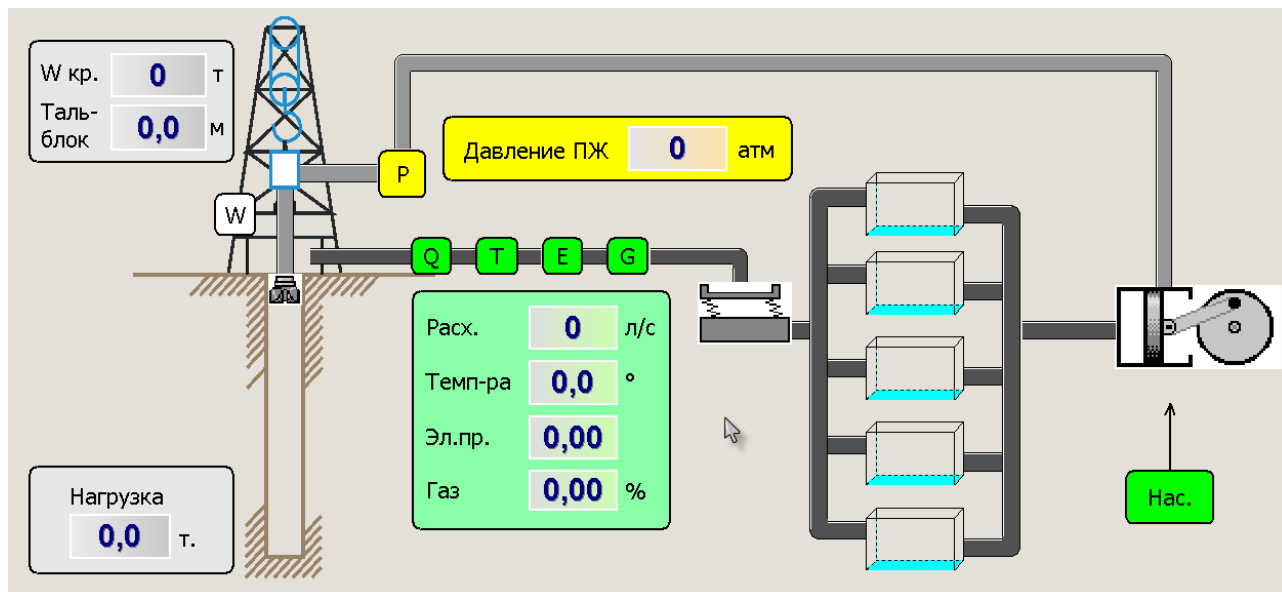 W кр. 0 т
Таль-
блок 0,0 м
W
P
Давление ПЖ 0 атм
Q T E G
Расх. 0 л/с
Темп-ра 0,0 °
Эл.пр. 0,00
Газ 0,00 %
Нагрузка
0,0 т.
Нас.